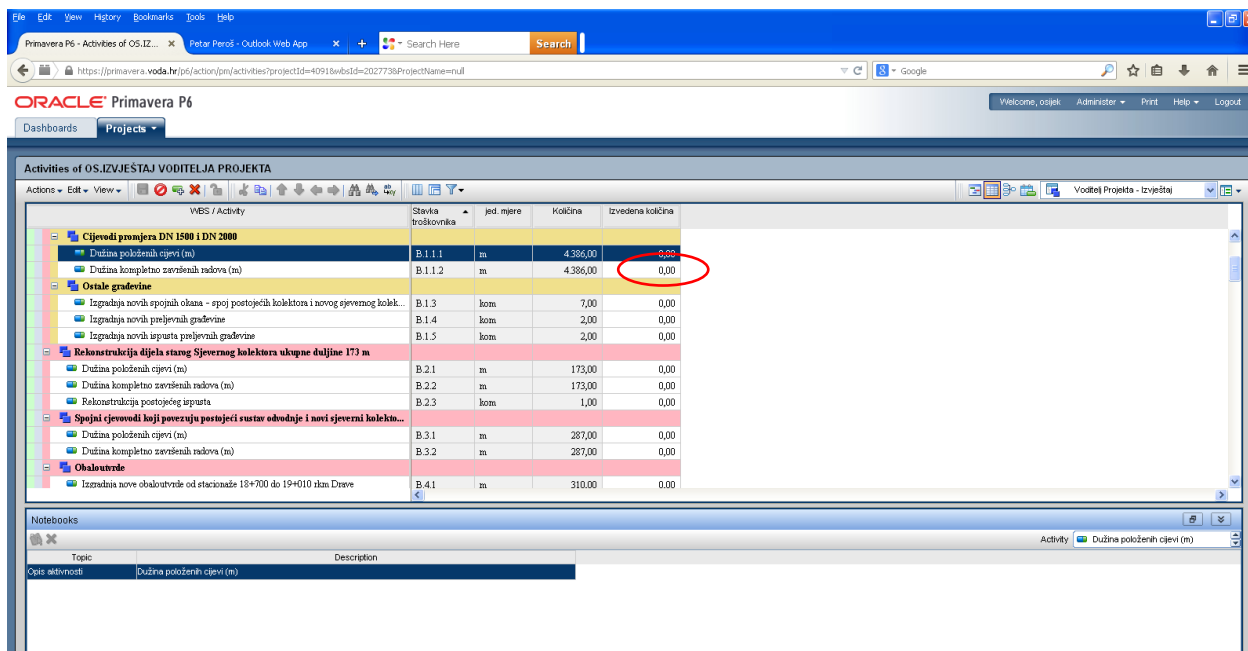 File Edit View History Bookmarks Tools Help
Primavera P6 - Activities of OS.IZ... Petar Peroš - Outlook Web App Search Here Search
https://primavera.voda.hr/p6/action/pm/activities?projectId=4091&wbsId=202773&ProjectName=null Google
ORACLE Primavera P6
Welcome, osijek Administer Print Help Logout
Dashboards Projects
Activities of OS.IZVJEŠTAJ VODITELJA PROJEKTA
Actions Edit View Voditelj Projekta - Izvještaj
WBS / Activity Stavka troškovnika jed. mjere Količina Izvedena količina
Cijevodi promjera DN 1500 i DN 2000
Dužina položenih cijevi (m) B.1.1.1 m 4.386,00 0,00
Dužina kompletno završenih radova (m) B.1.1.2 m 4.386,00 0,00
Ostale građevine
Izgradnja novih spojnih okana - spoj postojećih kolektora i novog sjevernog kolek... B.1.3 kom 7,00 0,00
Izgradnja novih preljevnih građevine B.1.4 kom 2,00 0,00
Izgradnja novih ispusta preljevnih građevine B.1.5 kom 2,00 0,00
Rekonstrukcija dijela starog Sjevernog kolektora ukupne duljine 173 m
Dužina položenih cijevi (m) B.2.1 m 173,00 0,00
Dužina kompletno završenih radova (m) B.2.2 m 173,00 0,00
Rekonstrukcija postojećeg ispusta B.2.3 kom 1,00 0,00
Spojni cjevovodi koji povezuju postojeći sustav odvodnje i novi sjeverni kolekto...
Dužina položenih cijevi (m) B.3.1 m 287,00 0,00
Dužina kompletno završenih radova (m) B.3.2 m 287,00 0,00
Obaloutvrde
Izgradnja nove obaloutvrde od stacionaže 18+700 do 19+010 rkm Drave B.4.1 m 310,00 0,00
Notebooks
Activity Dužina položenih cijevi (m)
Topic Description
Opis aktivnosti Dužina položenih cijevi (m)